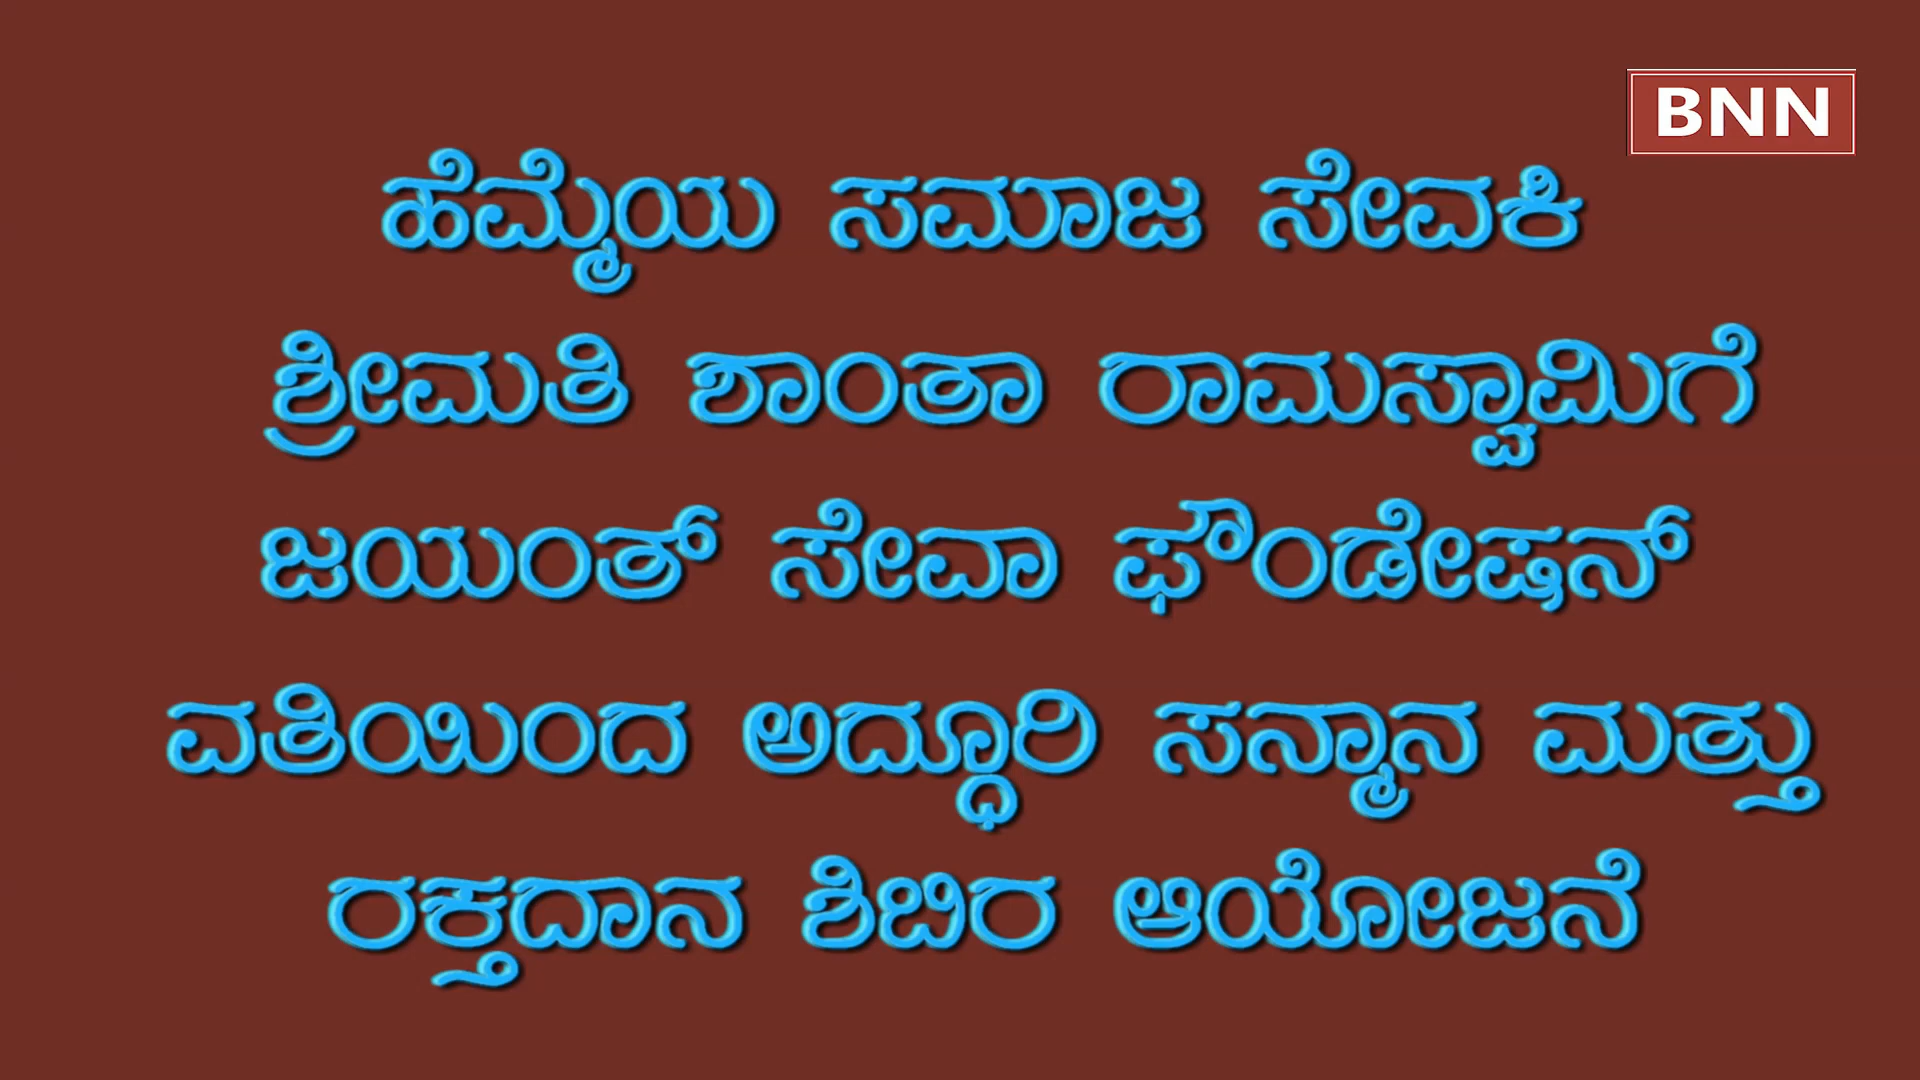 BNN
ಹೆಮ್ಮೆಯ ಸಮಾಜ ಸೇವಕಿ
ಶ್ರೀಮತಿ ಶಾಂತಾ ರಾಮಸ್ವಾಮಿಗೆ
ಜಯಂತ್ ಸೇವಾ ಫೌಂಡೇಷನ್
ವತಿಯಿಂದ ಅದ್ಧೂರಿ ಸನ್ಮಾನ ಮತ್ತು
ರಕ್ತದಾನ ಶಿಬಿರ ಆಯೋಜನೆ